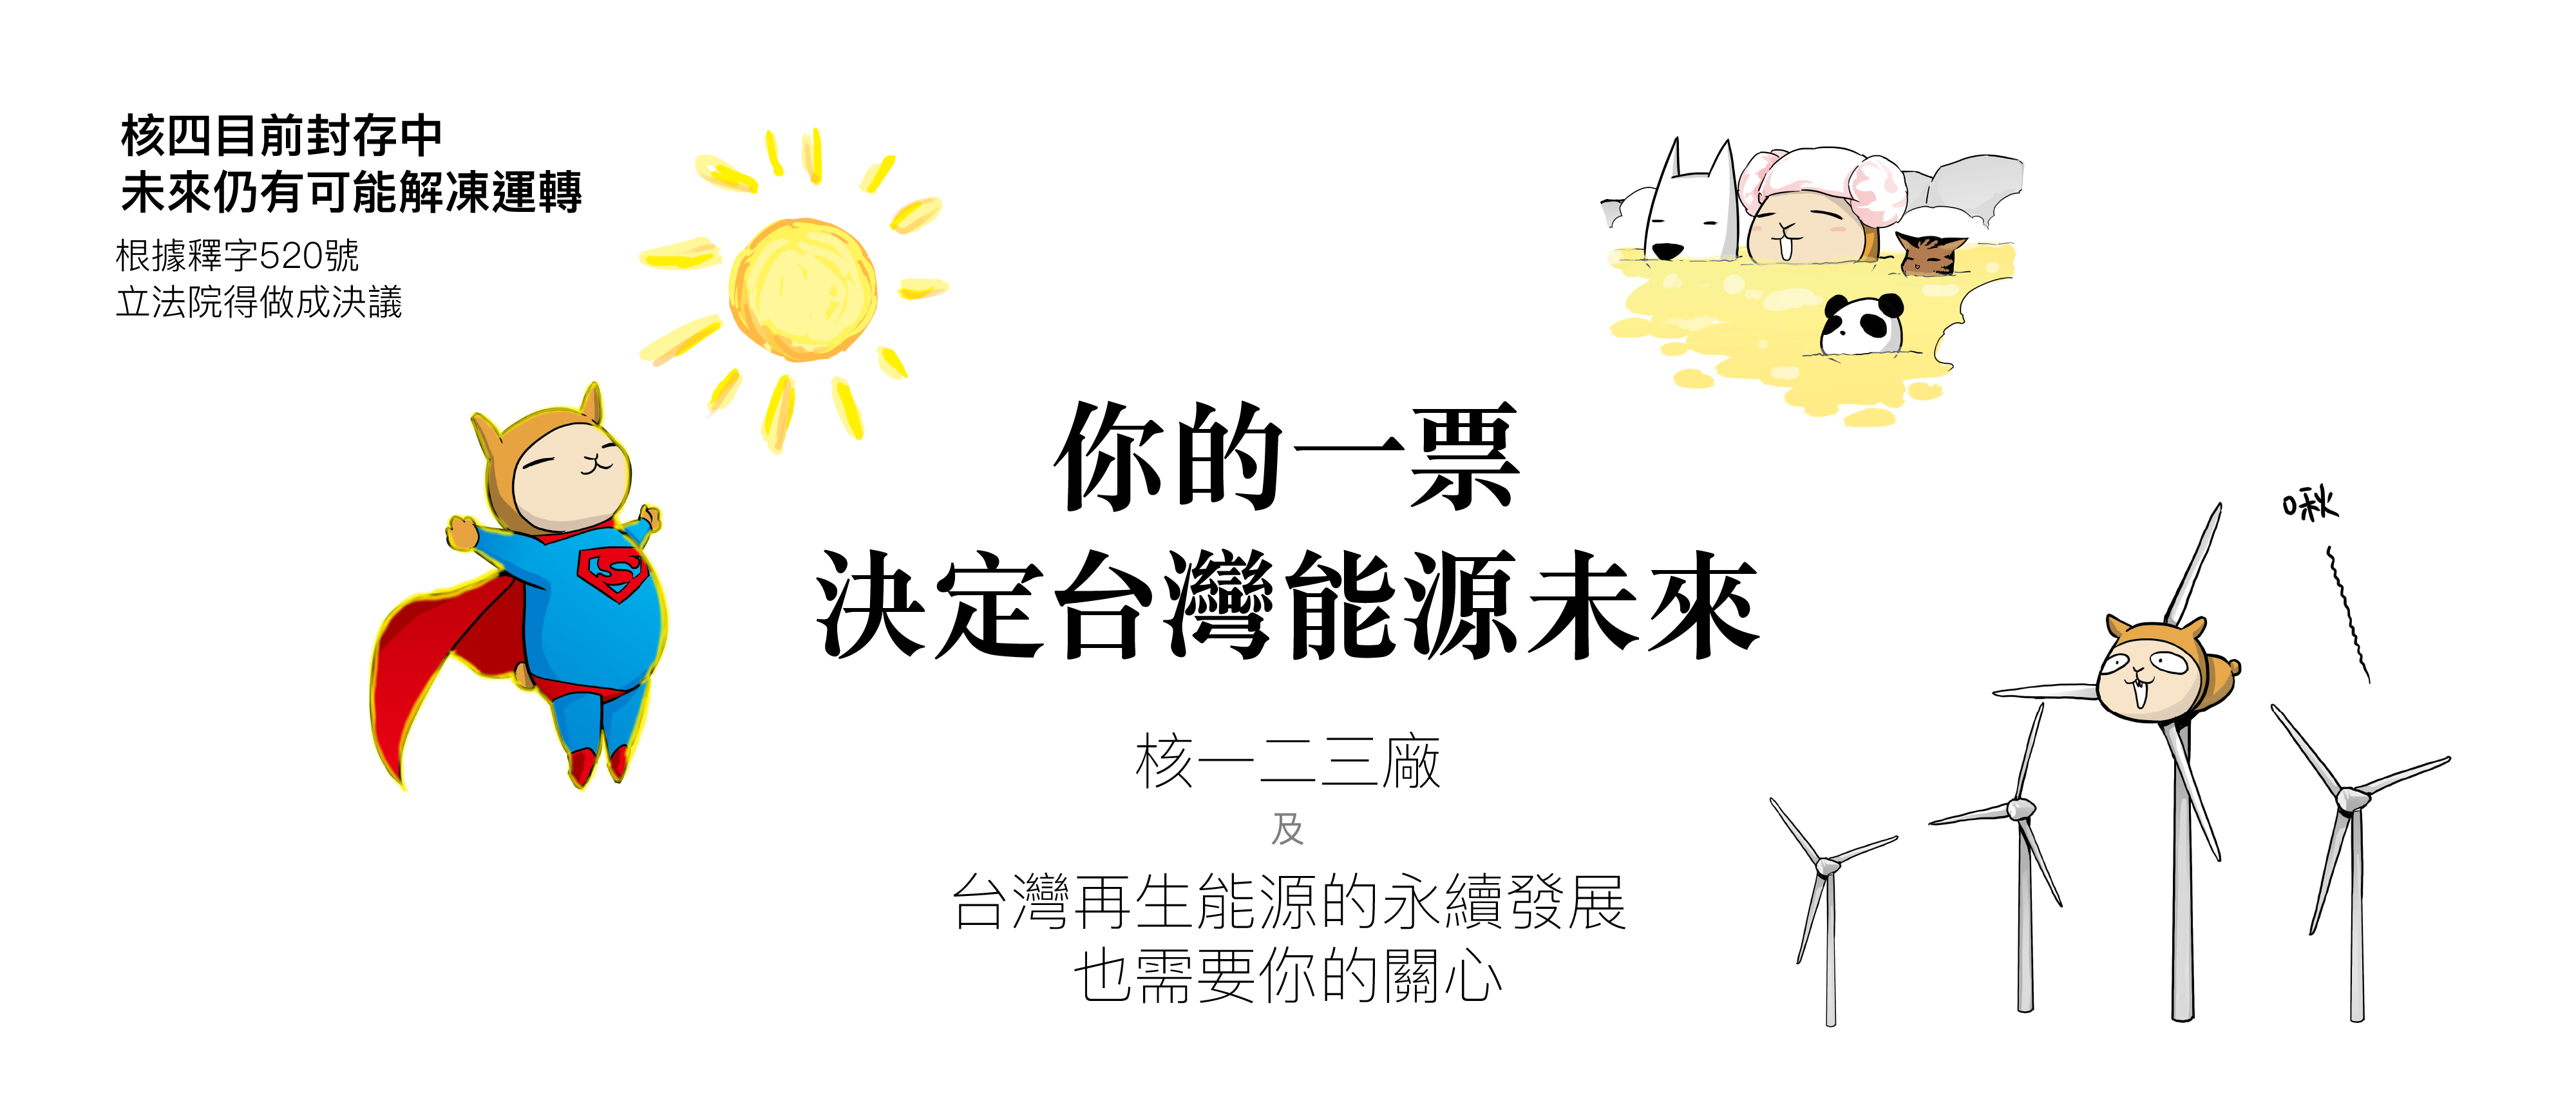 核四目前封存中
未來仍有可能解凍運轉
根據釋字520號
立法院得做成決議
你的一票
決定台灣能源未來
核一二三廠
及
台灣再生能源的永續發展
也需要你的關心
啾
S